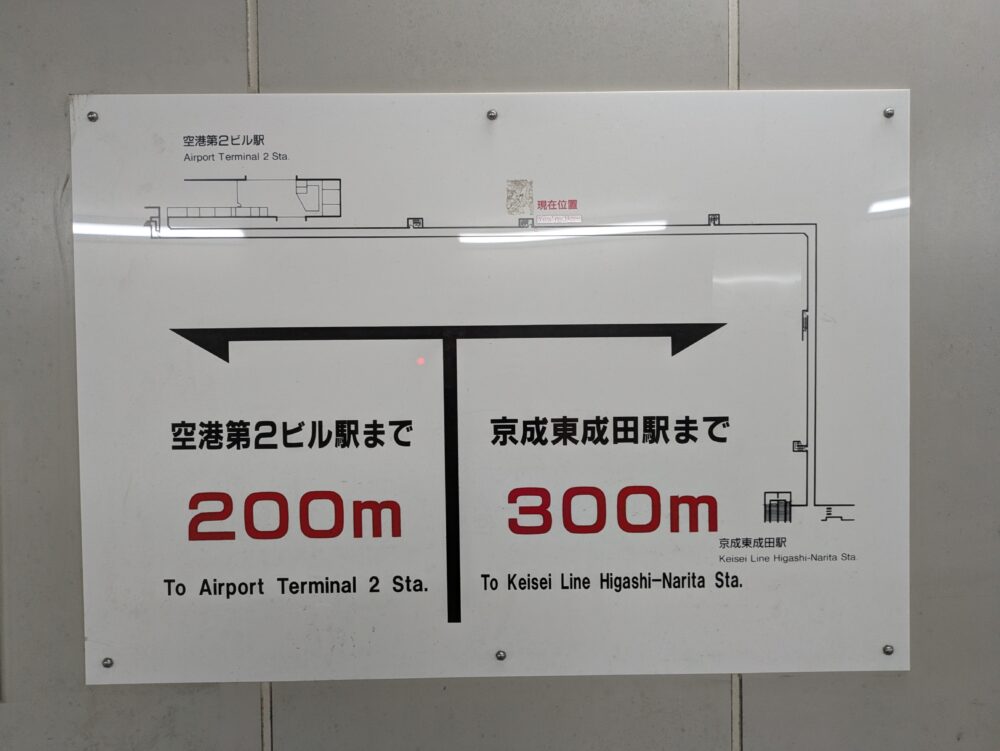 空港第2ビル駅
Airport Terminal 2 Sta.
現在位置
空港第2ビル駅まで
200m
To Airport Terminal 2 Sta.
京成東成田駅まで
300m
To Keisei Line Higashi-Narita Sta.
京成東成田駅
Keisei Line Higashi-Narita Sta.